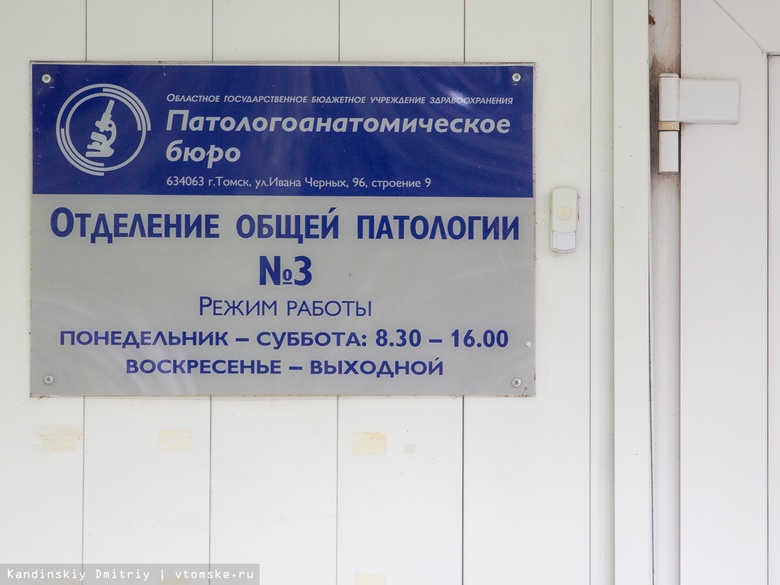 Областное государственное бюджетное учреждение здравоохранения
Патологоанатомическое
бюро
634063 г.Томск, ул.Ивана Черных, 96, строение 9
Отделение общей патологии
№3
Режим работы
понедельник – суббота: 8.30 – 16.00
воскресенье – выходной
Kandinskiy Dmitriy | vtomske.ru